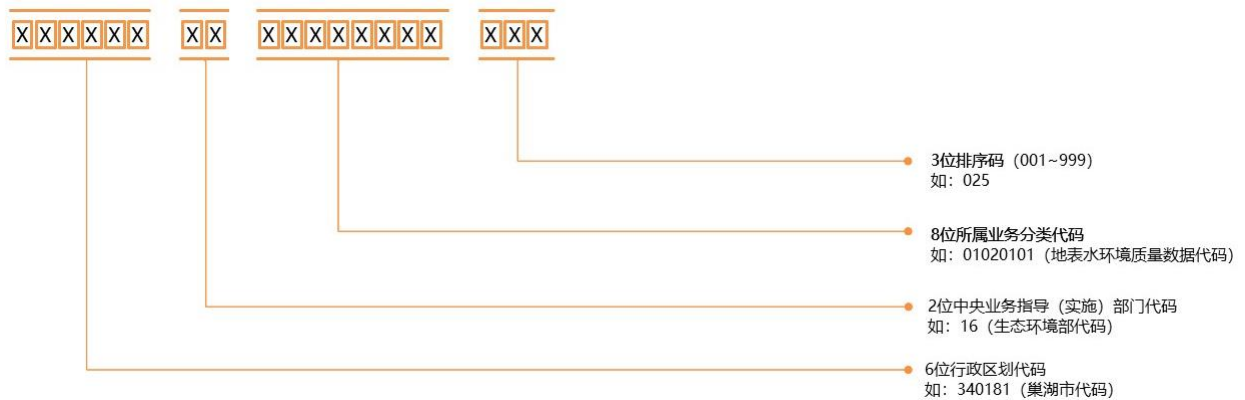 XXXXXX XX XXXXXXXX XXX
3位排序码（001~999）
如：025
8位所属业务分类代码
如：01020101（地表水环境质量数据代码）
2位中央业务指导（实施）部门代码
如：16（生态环境部代码）
6位行政区划代码
如：340181（巢湖市代码）